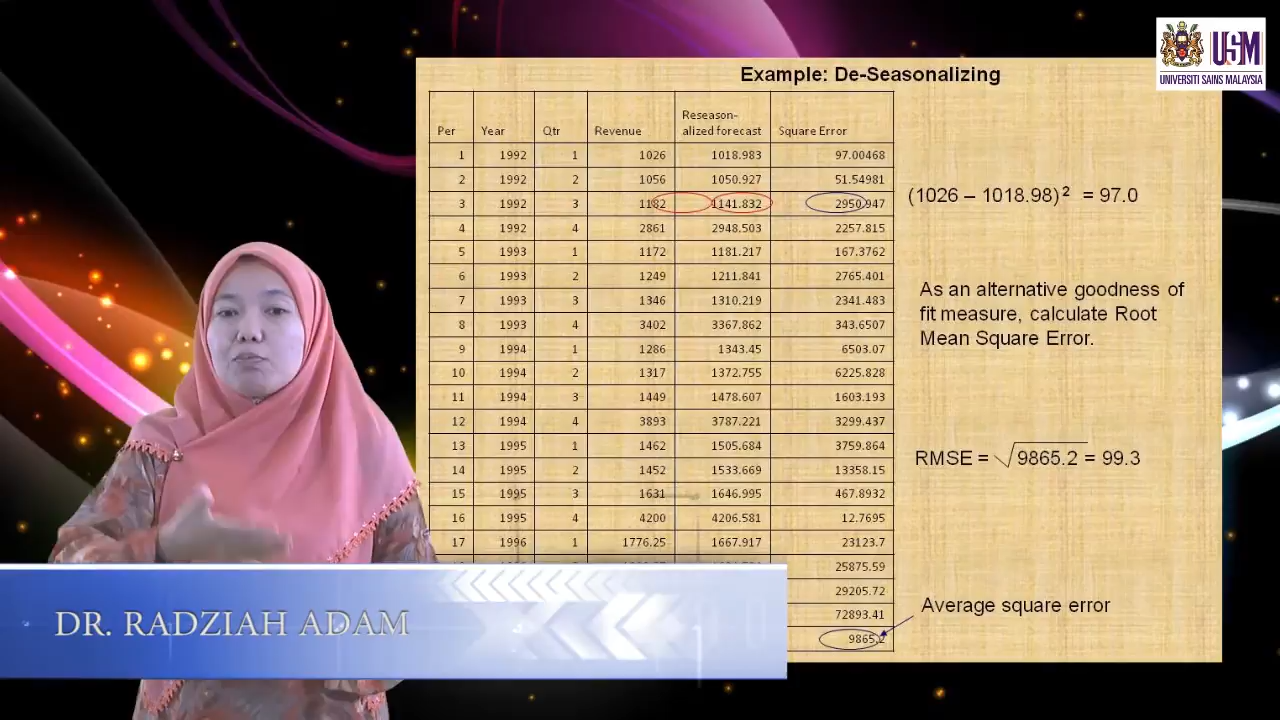 USM
UNIVERSITI SAINS MALAYSIA
Example: De-Seasonalizing
Per Year Qtr Revenue Reseason-
alized forecast Square Error
1 1992 1 1026 1018.983 97.00468
2 1992 2 1056 1050.927 51.54981
3 1992 3 1182 1141.832 2950.947
4 1992 4 2861 2948.503 2257.815
5 1993 1 1172 1181.217 167.3762
6 1993 2 1249 1211.841 2765.401
7 1993 3 1346 1310.219 2341.483
8 1993 4 3402 3367.862 343.6507
9 1994 1 1286 1343.45 6503.07
10 1994 2 1317 1372.755 6225.828
11 1994 3 1449 1478.607 1603.193
12 1994 4 3893 3787.221 3299.437
13 1995 1 1462 1505.684 3759.864
14 1995 2 1452 1533.669 13358.15
15 1995 3 1631 1646.995 467.8932
16 1995 4 4200 4206.581 12.7695
17 1996 1 1776.25 1667.917 23123.7
25875.59
29205.72
72893.41
9865.2
(1026 – 1018.98)² = 97.0
As an alternative goodness of
fit measure, calculate Root
Mean Square Error.
RMSE = √9865.2 = 99.3
Average square error
DR. RADZIAH ADAM